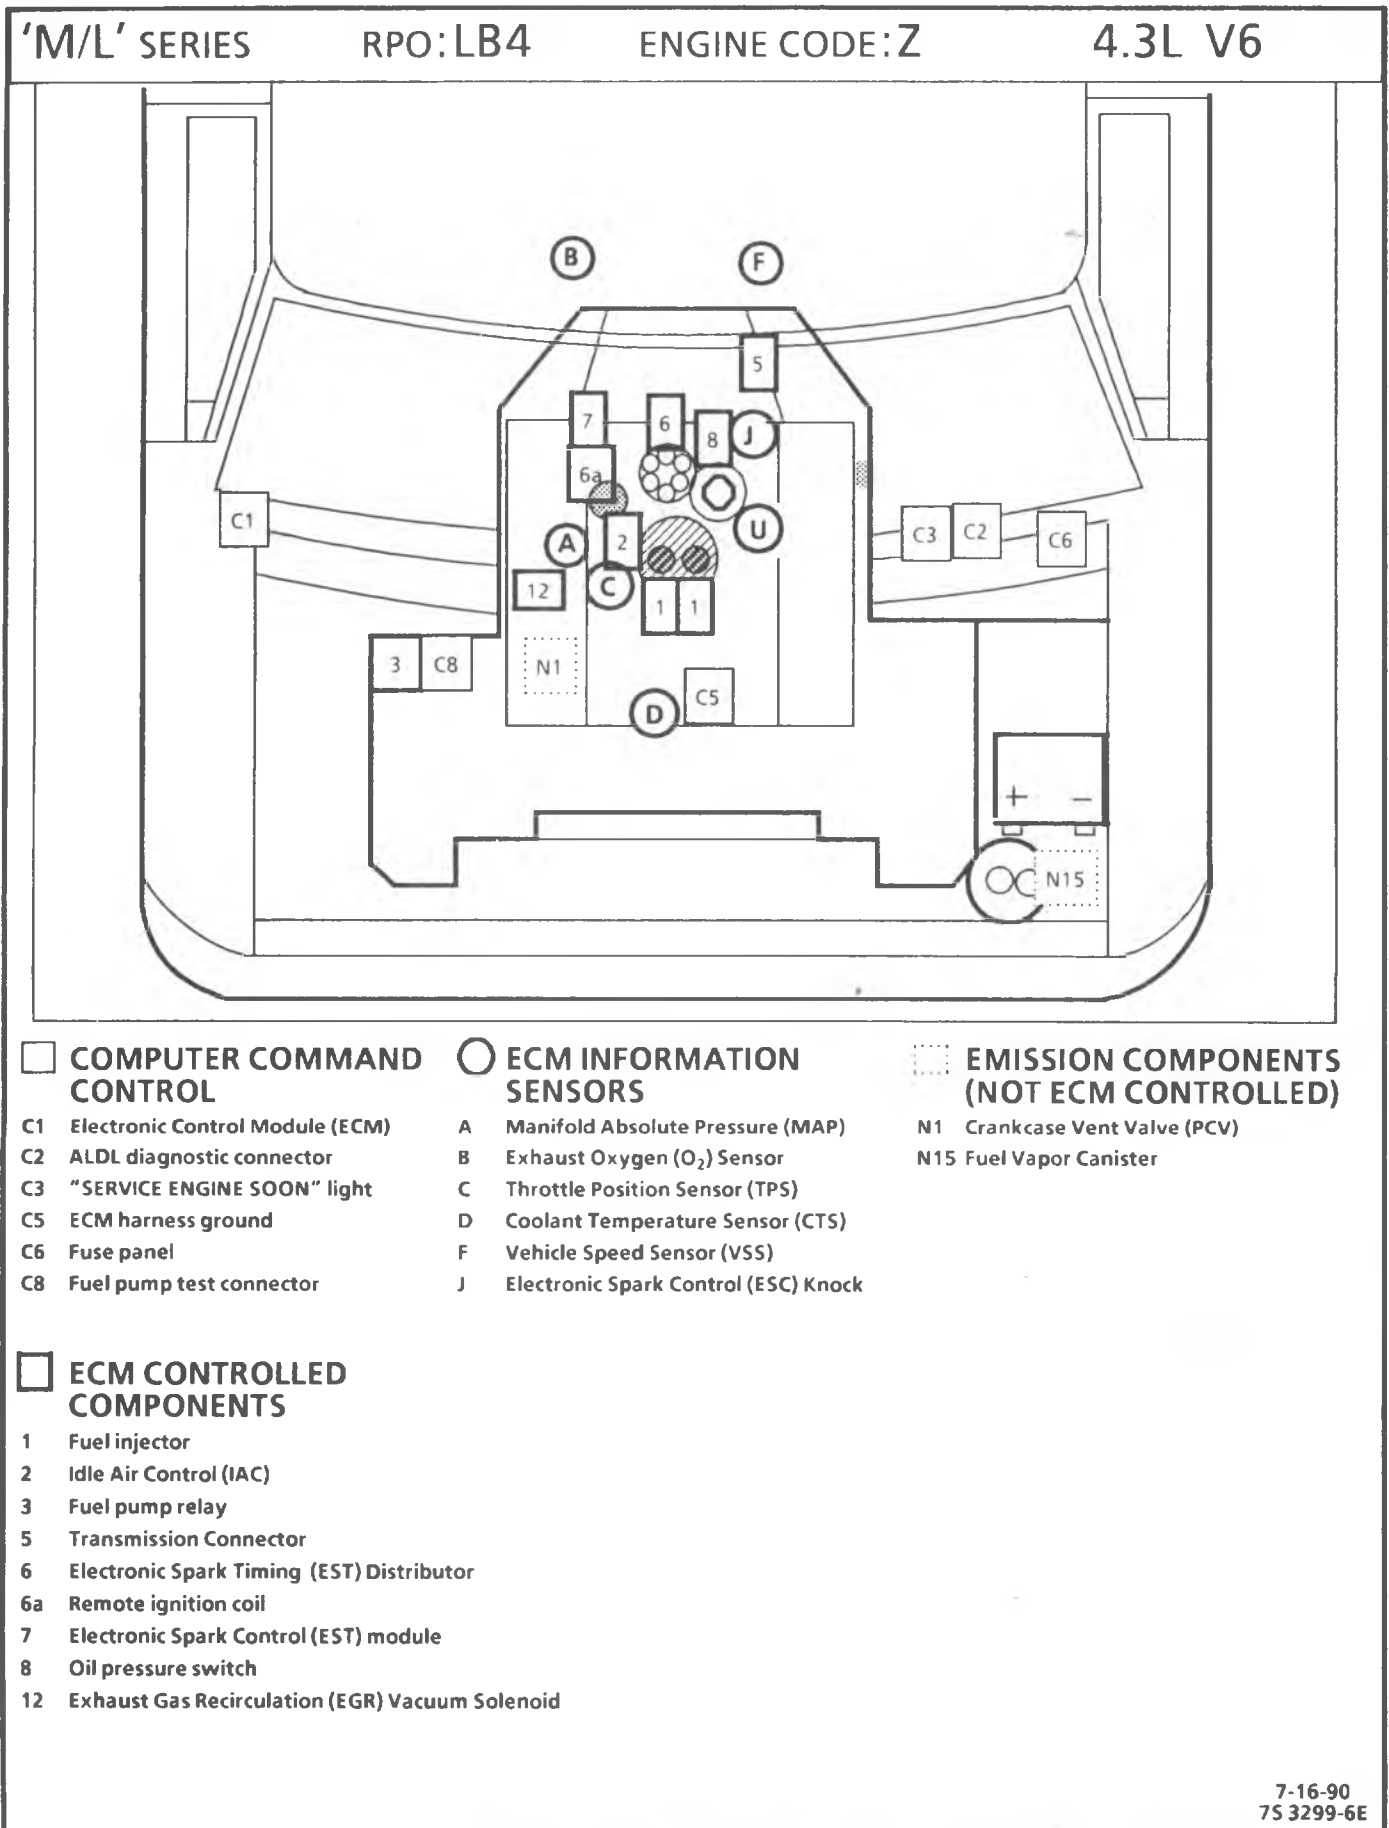 'M/L' SERIES RPO: LB4 ENGINE CODE: Z 4.3L V6
B
F
5
7
6
8
J
6a
C1
A
2
U
C3
C2
C6
12
C
1
1
3
C8
N1
D
C5
+ −
N15
COMPUTER COMMAND
CONTROL
C1 Electronic Control Module (ECM)
C2 ALDL diagnostic connector
C3 "SERVICE ENGINE SOON" light
C5 ECM harness ground
C6 Fuse panel
C8 Fuel pump test connector
ECM INFORMATION
SENSORS
A Manifold Absolute Pressure (MAP)
B Exhaust Oxygen (O₂) Sensor
C Throttle Position Sensor (TPS)
D Coolant Temperature Sensor (CTS)
F Vehicle Speed Sensor (VSS)
J Electronic Spark Control (ESC) Knock
EMISSION COMPONENTS
(NOT ECM CONTROLLED)
N1 Crankcase Vent Valve (PCV)
N15 Fuel Vapor Canister
ECM CONTROLLED
COMPONENTS
1 Fuel injector
2 Idle Air Control (IAC)
3 Fuel pump relay
5 Transmission Connector
6 Electronic Spark Timing (EST) Distributor
6a Remote ignition coil
7 Electronic Spark Control (EST) module
8 Oil pressure switch
12 Exhaust Gas Recirculation (EGR) Vacuum Solenoid
7-16-90
7S 3299-6E